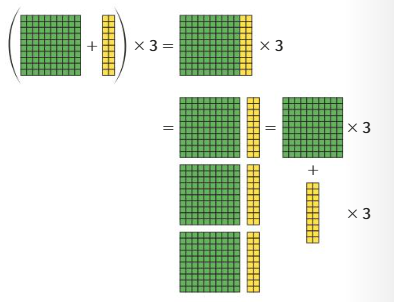 ( + ) × 3 = × 3
= = × 3
+
× 3